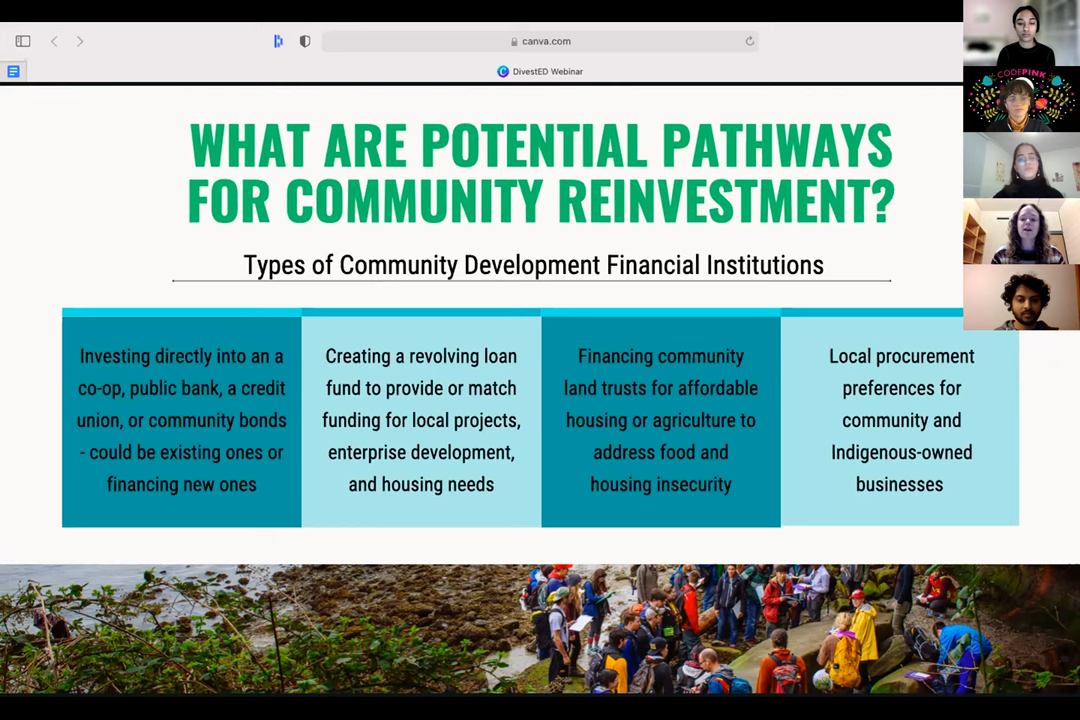 canva.com
DivestED Webinar
CODEPINK
WHAT ARE POTENTIAL PATHWAYS
FOR COMMUNITY REINVESTMENT?
Types of Community Development Financial Institutions
Investing directly into an a
co-op, public bank, a credit
union, or community bonds
- could be existing ones or
financing new ones
Creating a revolving loan
fund to provide or match
funding for local projects,
enterprise development,
and housing needs
Financing community
land trusts for affordable
housing or agriculture to
address food and
housing insecurity
Local procurement
preferences for
community and
Indigenous-owned
businesses